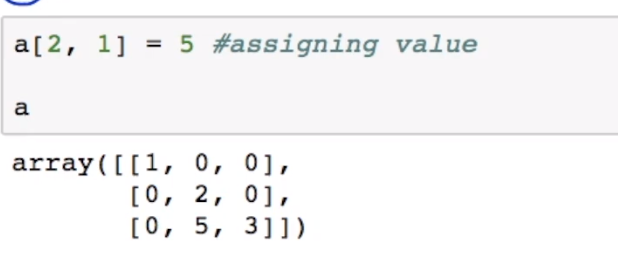 a[2, 1] = 5 #assigning value
a
array([[1, 0, 0],
       [0, 2, 0],
       [0, 5, 3]])